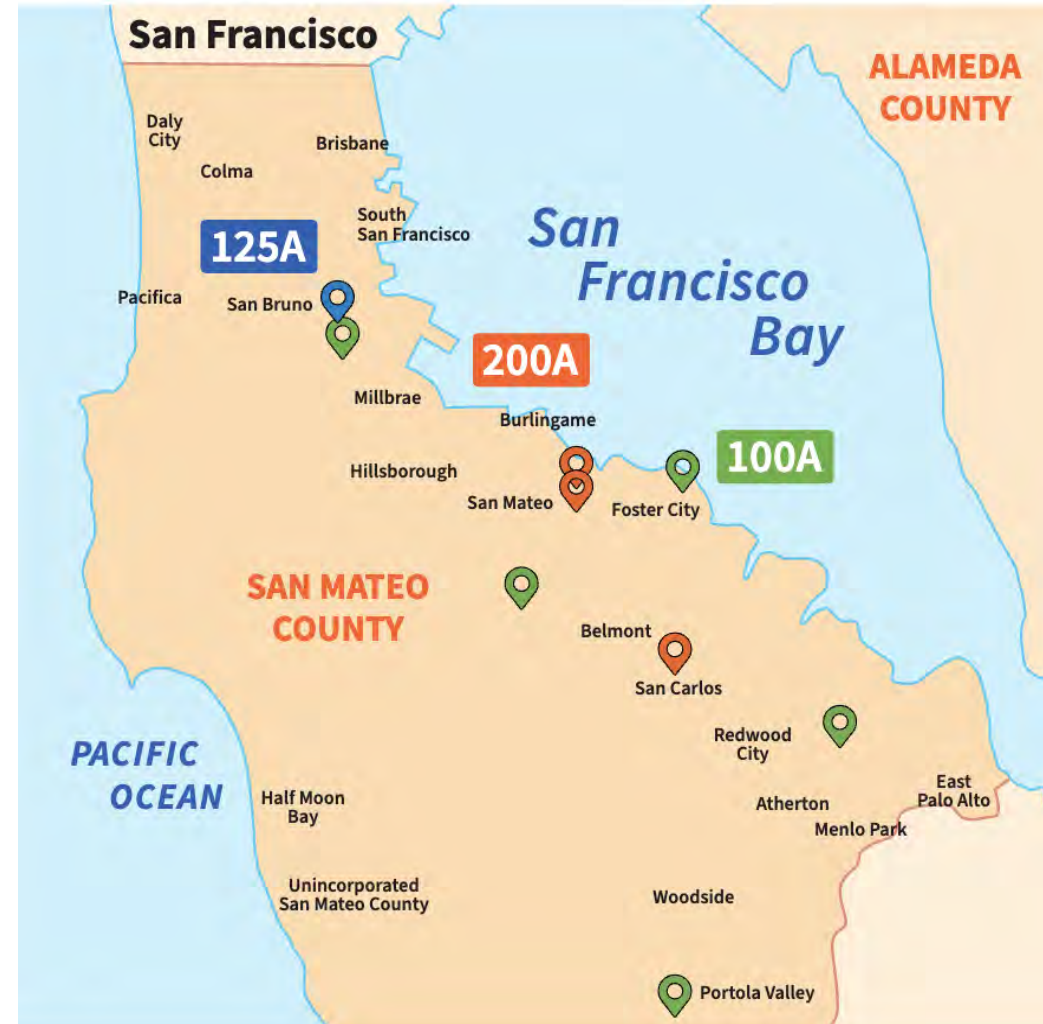 San Francisco
ALAMEDA
COUNTY
Daly
City
Brisbane
Colma
South
San Francisco
125A
San
Francisco
Bay
Pacifica
San Bruno
200A
Millbrae
Burlingame
100A
Hillsborough
San Mateo
Foster City
SAN MATEO
COUNTY
Belmont
San Carlos
Redwood
City
PACIFIC
OCEAN
Half Moon
Bay
Atherton
East
Palo Alto
Menlo Park
Unincorporated
San Mateo County
Woodside
Portola Valley